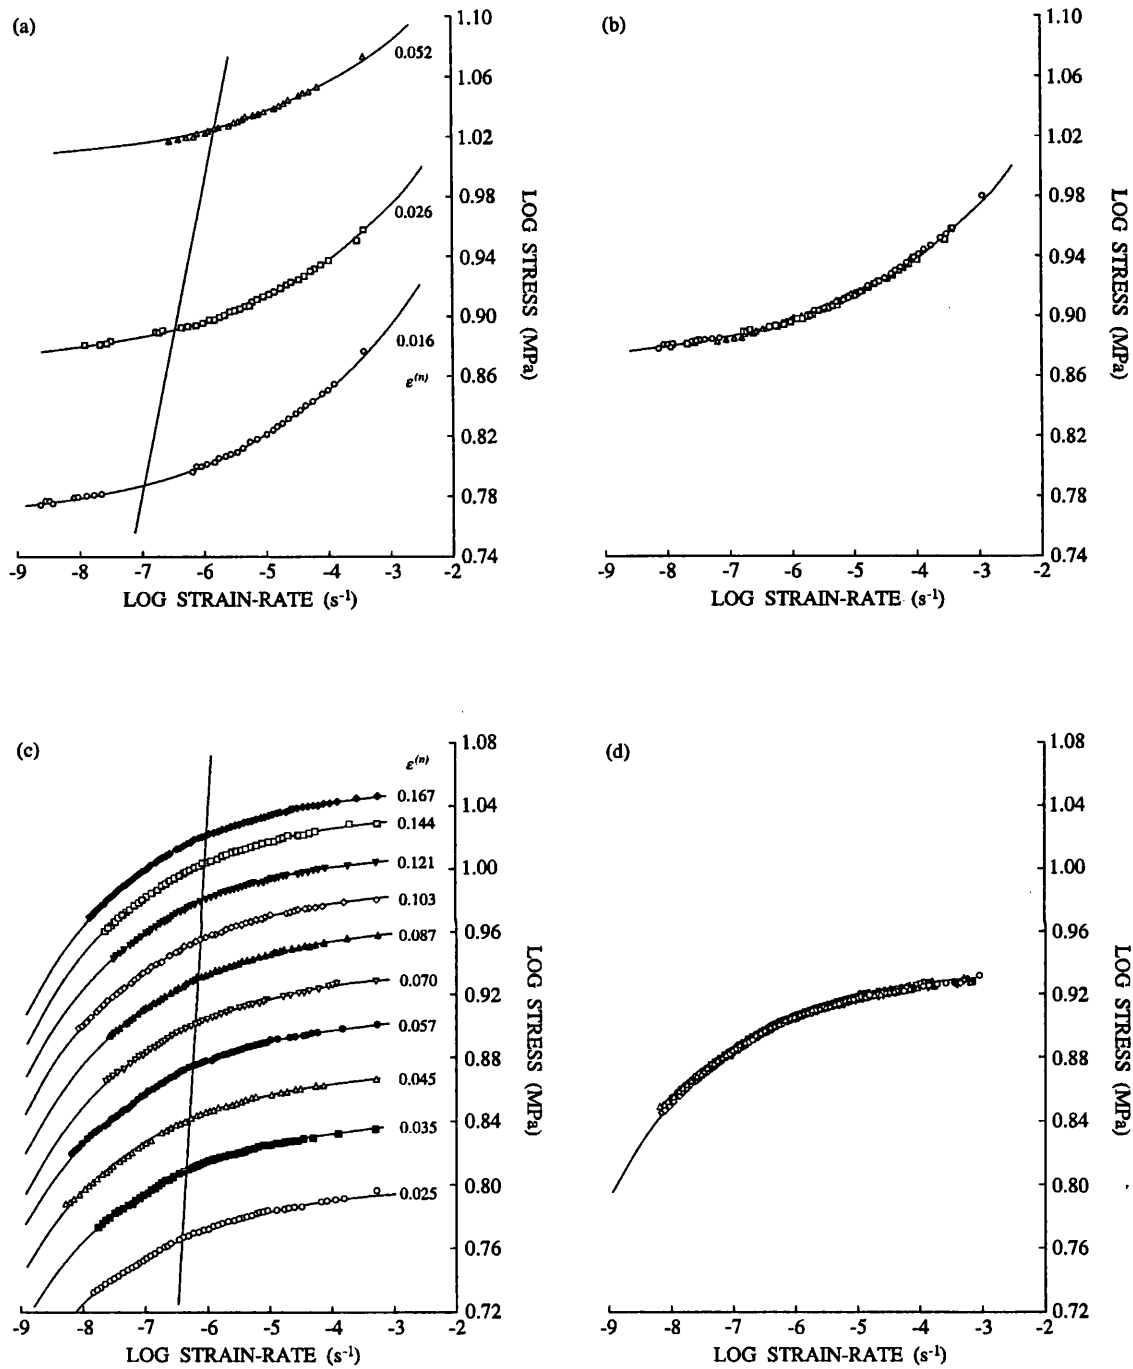 (a)
1.10
1.06
1.02
0.98
0.94
0.90
0.86
0.82
0.78
0.74
LOG STRESS (MPa)
0.052
0.026
0.016
ε(n)
-9 -8 -7 -6 -5 -4 -3 -2
LOG STRAIN-RATE (s-1)
(b)
1.10
1.06
1.02
0.98
0.94
0.90
0.86
0.82
0.78
0.74
LOG STRESS (MPa)
-9 -8 -7 -6 -5 -4 -3 -2
LOG STRAIN-RATE (s-1)
(c)
1.08
1.04
1.00
0.96
0.92
0.88
0.84
0.80
0.76
0.72
LOG STRESS (MPa)
ε(n)
0.167
0.144
0.121
0.103
0.087
0.070
0.057
0.045
0.035
0.025
-9 -8 -7 -6 -5 -4 -3 -2
LOG STRAIN-RATE (s-1)
(d)
1.08
1.04
1.00
0.96
0.92
0.88
0.84
0.80
0.76
0.72
LOG STRESS (MPa)
-9 -8 -7 -6 -5 -4 -3 -2
LOG STRAIN-RATE (s-1)